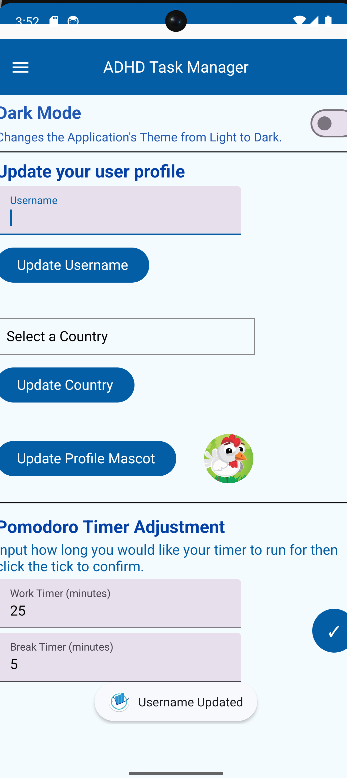 3:52
ADHD Task Manager
Dark Mode
Changes the Application's Theme from Light to Dark.
Update your user profile
Username
Update Username
Select a Country
Update Country
Update Profile Mascot
Pomodoro Timer Adjustment
Input how long you would like your timer to run for then
click the tick to confirm.
Work Timer (minutes)
25
Break Timer (minutes)
5
✓
Username Updated